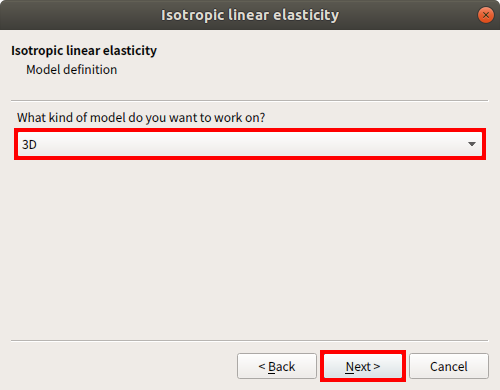 Isotropic linear elasticity
Isotropic linear elasticity
Model definition
What kind of model do you want to work on?
3D
< Back
Next >
Cancel